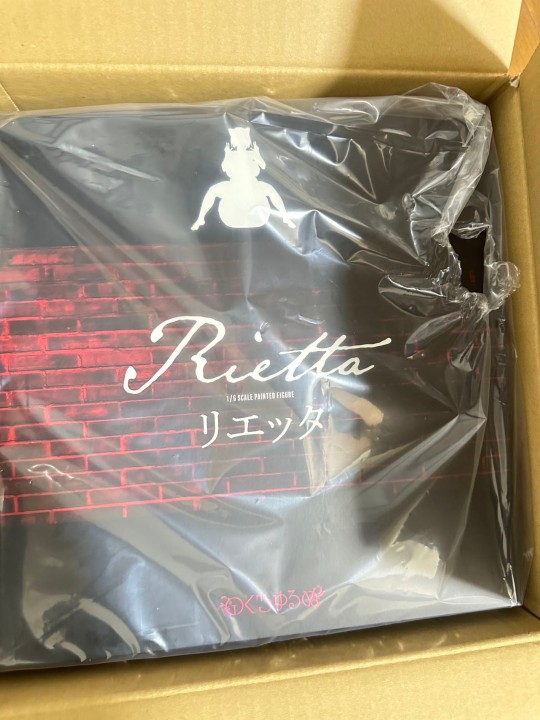 Rietta
1/6 SCALE PAINTED FIGURE
リエッタ